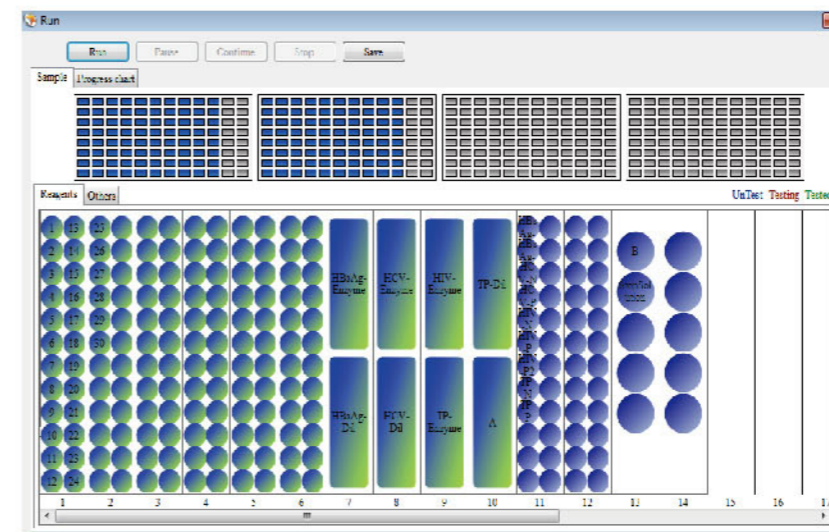 Run
Run Pause Continue Stop Save
Sample Progress chart
Reagents Others
UnTest Testing Tested
1 13 25
2 14 26
3 15 27
4 16 28
5 17 29
6 18 30
7 19
8 20
9 21
10 22
11 23
12 24
HBsAg-
Enzyme
HCV-
Enzyme
HIV-
Enzyme
TP-Dil
HBsAg-
Dil
HCV-
Dil
TP-
Enzyme
A
B
1 2 3 4 5 6 7 8 9 10 11 12 13 14 15 16 17